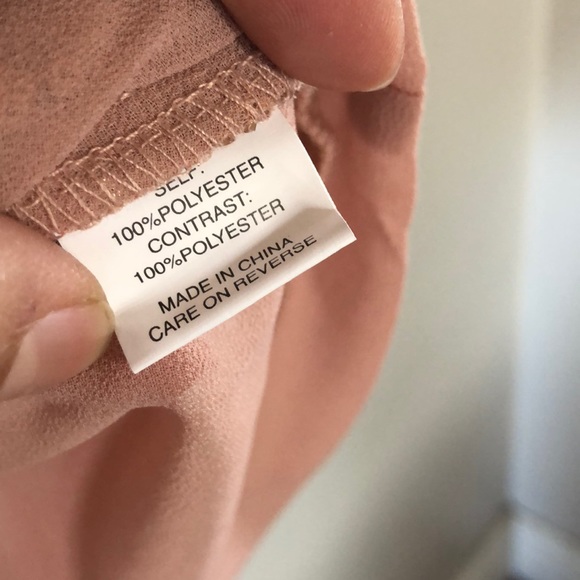 SELF:
100%POLYESTER
CONTRAST:
100%POLYESTER
MADE IN CHINA
CARE ON REVERSE